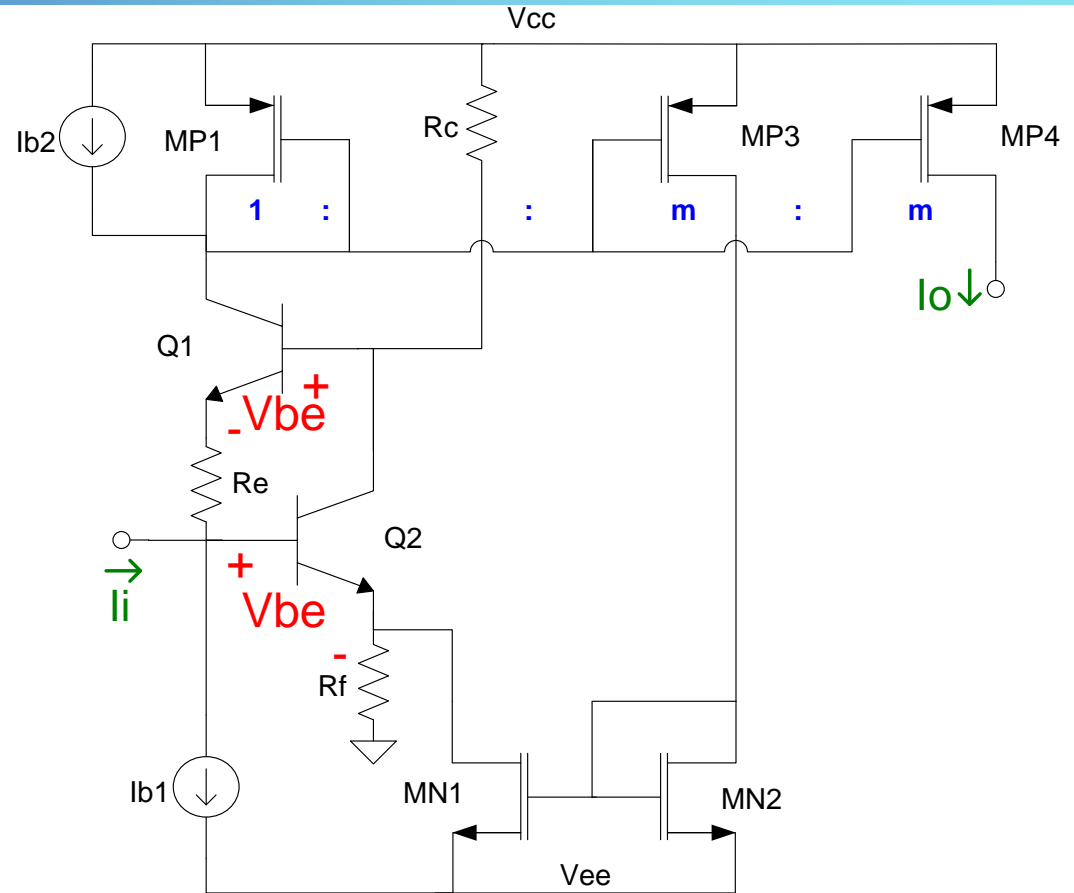 Vcc
Ib2
MP1
Rc
MP3
MP4
1 : : m : m
Io
Q1
+
Vbe
-
Re
Q2
+
Ii
Vbe
-
Rf
Ib1
MN1
MN2
Vee